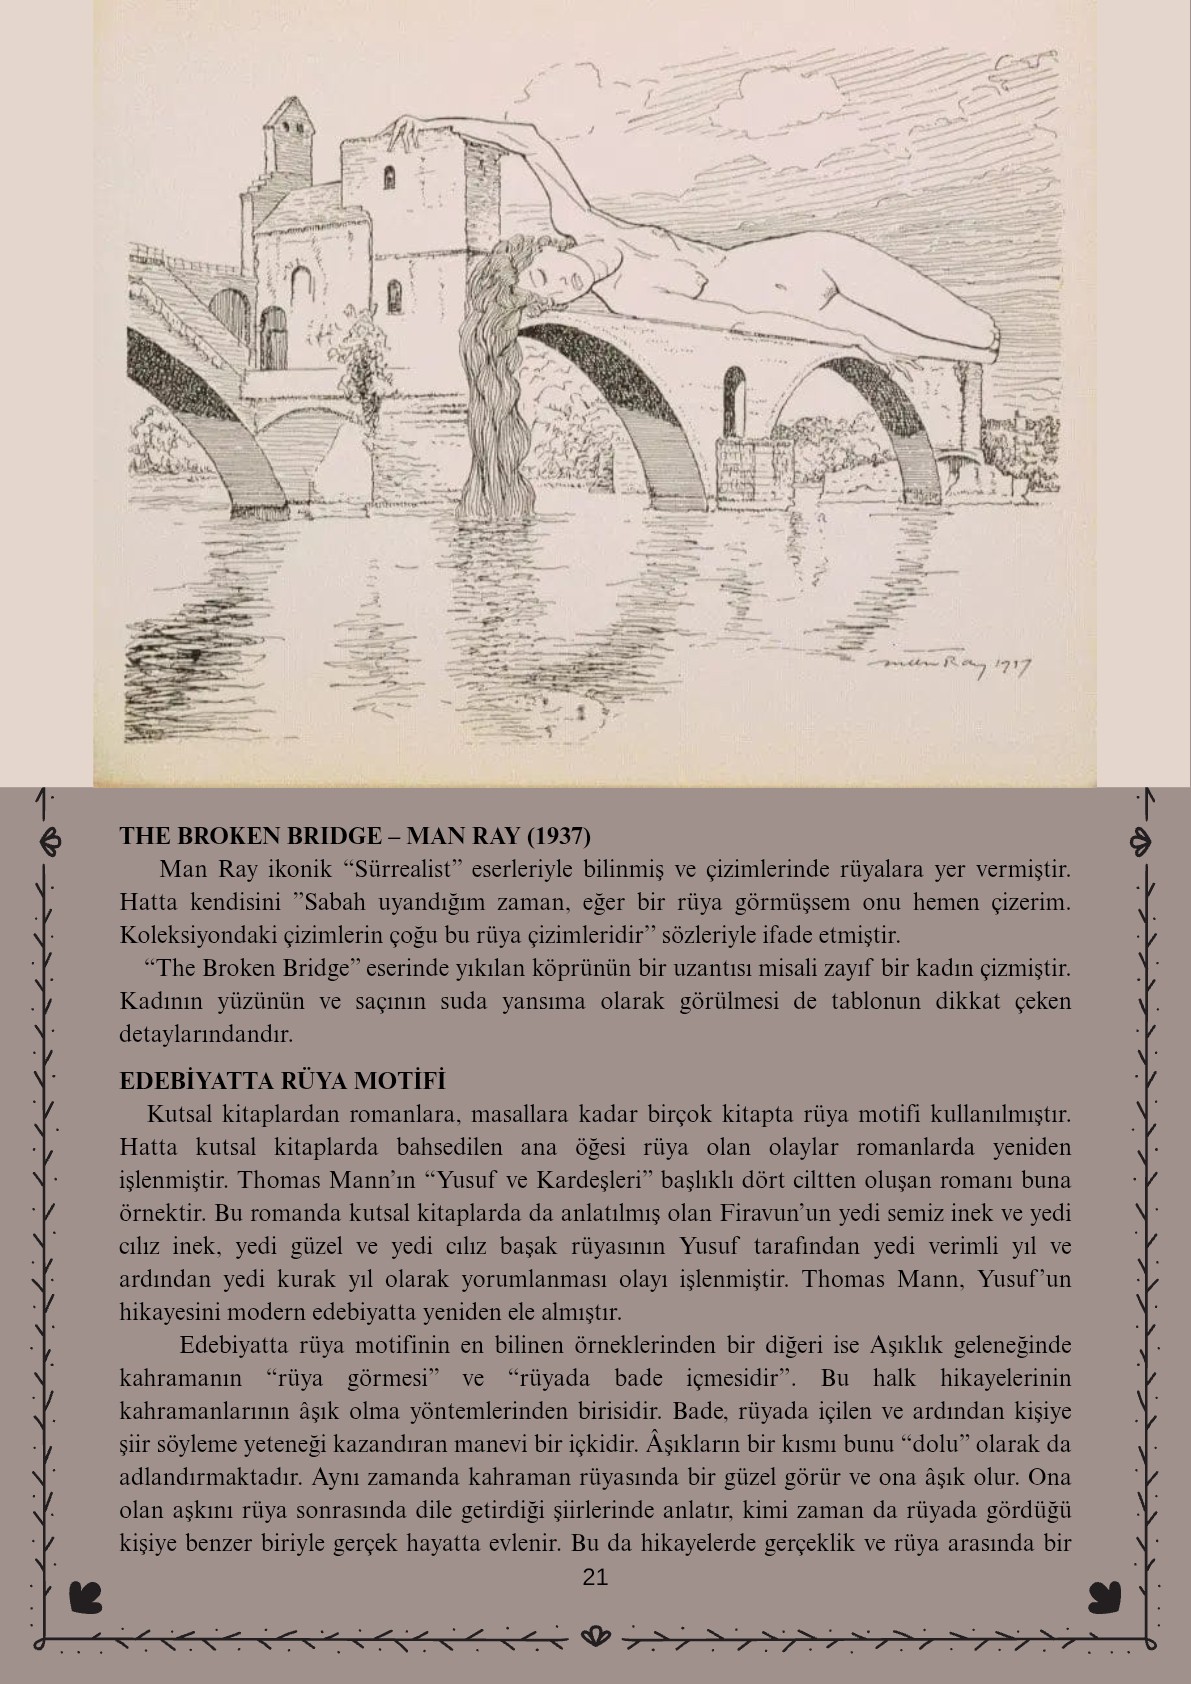 Man Ray 1937
THE BROKEN BRIDGE – MAN RAY (1937)
Man Ray ikonik “Sürrealist” eserleriyle bilinmiş ve çizimlerinde rüyalara yer vermiştir.
Hatta kendisini ”Sabah uyandığım zaman, eğer bir rüya görmüşsem onu hemen çizerim.
Koleksiyondaki çizimlerin çoğu bu rüya çizimleridir” sözleriyle ifade etmiştir.
“The Broken Bridge” eserinde yıkılan köprünün bir uzantısı misali zayıf bir kadın çizmiştir.
Kadının yüzünün ve saçının suda yansıma olarak görülmesi de tablonun dikkat çeken
detaylarındandır.
EDEBİYATTA RÜYA MOTİFİ
Kutsal kitaplardan romanlara, masallara kadar birçok kitapta rüya motifi kullanılmıştır.
Hatta kutsal kitaplarda bahsedilen ana öğesi rüya olan olaylar romanlarda yeniden
işlenmiştir. Thomas Mann’ın “Yusuf ve Kardeşleri” başlıklı dört ciltten oluşan romanı buna
örnektir. Bu romanda kutsal kitaplarda da anlatılmış olan Firavun’un yedi semiz inek ve yedi
cılız inek, yedi güzel ve yedi cılız başak rüyasının Yusuf tarafından yedi verimli yıl ve
ardından yedi kurak yıl olarak yorumlanması olayı işlenmiştir. Thomas Mann, Yusuf’un
hikayesini modern edebiyatta yeniden ele almıştır.
Edebiyatta rüya motifinin en bilinen örneklerinden bir diğeri ise Aşıklık geleneğinde
kahramanın “rüya görmesi” ve “rüyada bade içmesidir”. Bu halk hikayelerinin
kahramanlarının âşık olma yöntemlerinden birisidir. Bade, rüyada içilen ve ardından kişiye
şiir söyleme yeteneği kazandıran manevi bir içkidir. Âşıkların bir kısmı bunu “dolu” olarak da
adlandırmaktadır. Aynı zamanda kahraman rüyasında bir güzel görür ve ona âşık olur. Ona
olan aşkını rüya sonrasında dile getirdiği şiirlerinde anlatır, kimi zaman da rüyada gördüğü
kişiye benzer biriyle gerçek hayatta evlenir. Bu da hikayelerde gerçeklik ve rüya arasında bir
21